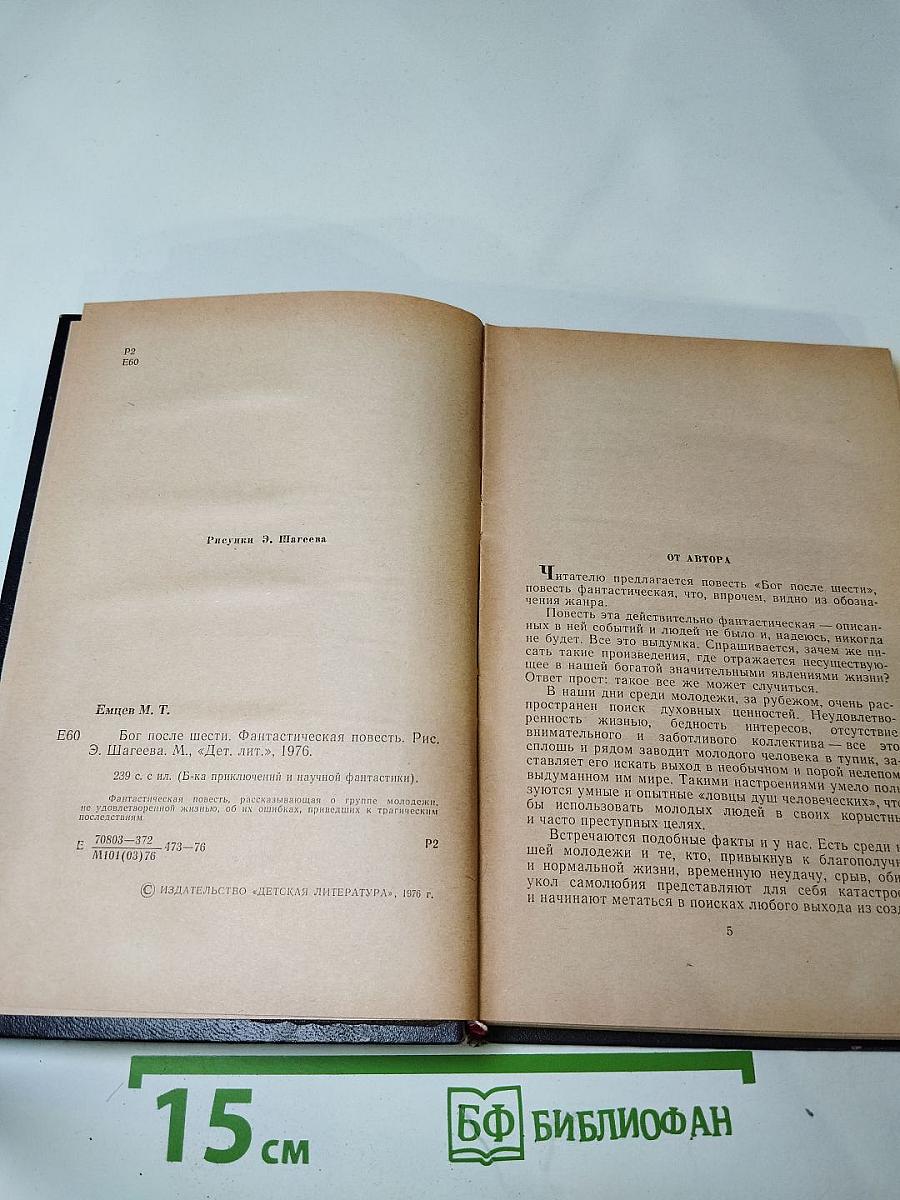 Р2
Е60
Рисунки Э. Шагеева
Емцев М. Т.
Е60 Бог после шести. Фантастическая повесть. Рис.
Э. Шагеева. М., «Дет. лит.», 1976.
239 с. с ил. (Б-ка приключений и научной фантастики).
Фантастическая повесть, рассказывающая о группе молодежи,
не удовлетворенной жизнью, об их ошибках, приведших к трагическим
последствиям
Е 70803—372
М101(03)76 473—76 Р2
© ИЗДАТЕЛЬСТВО «ДЕТСКАЯ ЛИТЕРАТУРА», 1976 г.
ОТ АВТОРА
Читателю предлагается повесть «Бог после шести»,
повесть фантастическая, что, впрочем, видно из обозна-
чения жанра.
Повесть эта действительно фантастическая — описан-
ных в ней событий и людей не было и, надеюсь, никогда
не будет. Все это выдумка. Спрашивается, зачем же пи-
сать такие произведения, где отражается несуществую-
щее в нашей богатой значительными явлениями жизни?
Ответ прост: такое все же может случиться.
В наши дни среди молодежи, за рубежом, очень рас-
пространен поиск духовных ценностей. Неудовлетво-
ренность жизнью, бедность интересов, отсутствие
внимательного и заботливого коллектива — все это
сплошь и рядом заводит молодого человека в тупик, за-
ставляет его искать выход в необычном и порой нелепом
выдуманном им мире. Такими настроениями умело поль
зуются умные и опытные «ловцы душ человеческих», что
бы использовать молодых людей в своих корыстны
и часто преступных целях.
Встречаются подобные факты и у нас. Есть среди н
шей молодежи и те, кто, привыкнув к благополучн
и нормальной жизни, временную неудачу, срыв, оби
укол самолюбия представляют для себя катастро
и начинают метаться в поисках любого выхода из созд
5
15 см
БФ БИБЛИОФАН